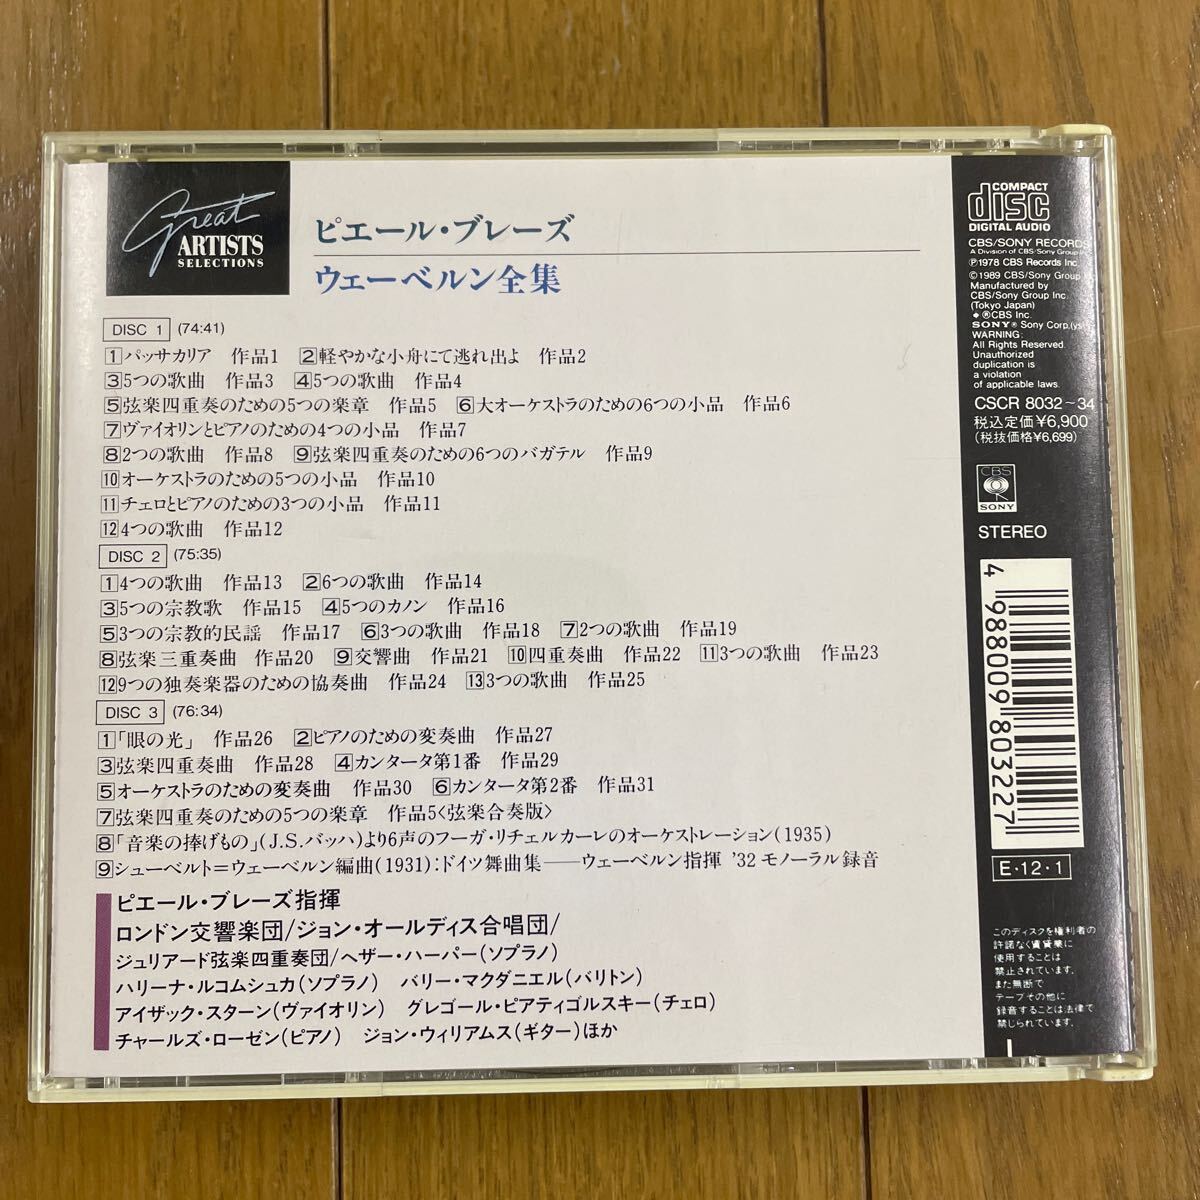 Great
ARTISTS
SELECTIONS
ピエール・ブレーズ
ウェーベルン全集
DISC 1 (74:41)
1 パッサカリア 作品1 2 軽やかな小舟にて逃れ出よ 作品2
3 5つの歌曲 作品3 4 5つの歌曲 作品4
5 弦楽四重奏のための5つの楽章 作品5 6 大オーケストラのための6つの小品 作品6
7 ヴァイオリンとピアノのための4つの小品 作品7
8 2つの歌曲 作品8 9 弦楽四重奏のための6つのバガテル 作品9
10 オーケストラのための5つの小品 作品10
11 チェロとピアノのための3つの小品 作品11
12 4つの歌曲 作品12
DISC 2 (75:35)
1 4つの歌曲 作品13 2 6つの歌曲 作品14
3 5つの宗教歌 作品15 4 5つのカノン 作品16
5 3つの宗教的民謡 作品17 6 3つの歌曲 作品18 7 2つの歌曲 作品19
8 弦楽三重奏曲 作品20 9 交響曲 作品21 10 四重奏曲 作品22 11 3つの歌曲 作品23
12 9つの独奏楽器のための協奏曲 作品24 13 3つの歌曲 作品25
DISC 3 (76:34)
1 「眼の光」 作品26 2 ピアノのための変奏曲 作品27
3 弦楽四重奏曲 作品28 4 カンタータ第1番 作品29
5 オーケストラのための変奏曲 作品30 6 カンタータ第2番 作品31
7 弦楽四重奏のための5つの楽章 作品5〈弦楽合奏版〉
8 「音楽の捧げもの」(J.S.バッハ)より6声のフーガ・リチェルカーレのオーケストレーション(1935)
9 シューベルト=ウェーベルン編曲(1931):ドイツ舞曲集——ウェーベルン指揮 '32 モノーラル録音
ピエール・ブレーズ指揮
ロンドン交響楽団/ジョン・オールディス合唱団/
ジュリアード弦楽四重奏団/ヘザー・ハーパー(ソプラノ)
ハリーナ・ルコムシュカ(ソプラノ) バリー・マクダニエル(バリトン)
アイザック・スターン(ヴァイオリン) グレゴール・ピアティゴルスキー(チェロ)
チャールズ・ローゼン(ピアノ) ジョン・ウィリアムス(ギター)ほか
COMPACT
disc
DIGITAL AUDIO
CBS/SONY RECORDS
A Division of CBS/Sony Group
℗1978 CBS Records Inc.
©1989 CBS/Sony Group
Manufactured by
CBS/Sony Group Inc.
(Tokyo Japan)
◆ ®CBS Inc.
SONY® Sony Corp.
WARNING:
All Rights Reserved.
Unauthorized
duplication is
a violation
of applicable laws.
CSCR 8032~34
税込定価¥6,900
(税抜価格¥6,699)
CBS
SONY
STEREO
4 988009 803227
E・12・1
このディスクを権利者の
許諾なく賃貸業に
使用することは
禁止されています。
また無断で
テープその他に
録音することは法律で
禁じられています。